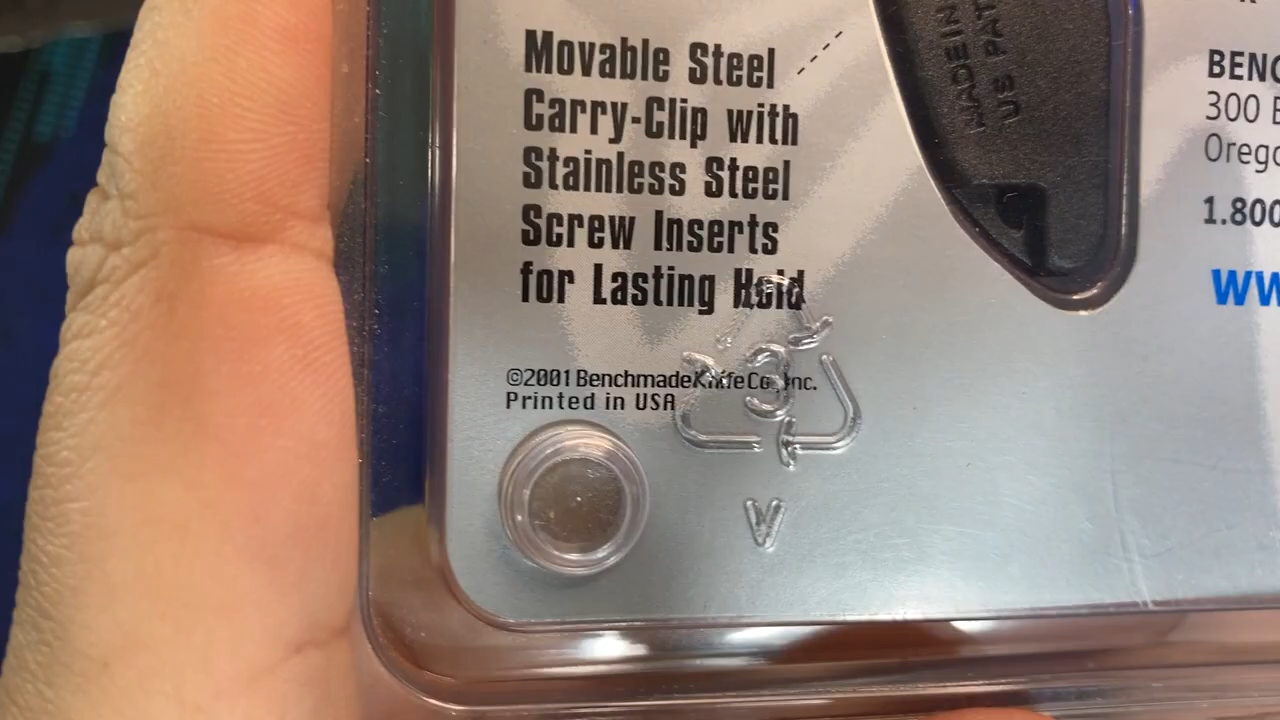 Movable Steel
Carry-Clip with
Stainless Steel
Screw Inserts
for Lasting Hold
©2001 Benchmade Knife Co., Inc.
Printed in USA
3
V
MADE IN
US PAT
BENC
300 E
Orego
1.800
WW